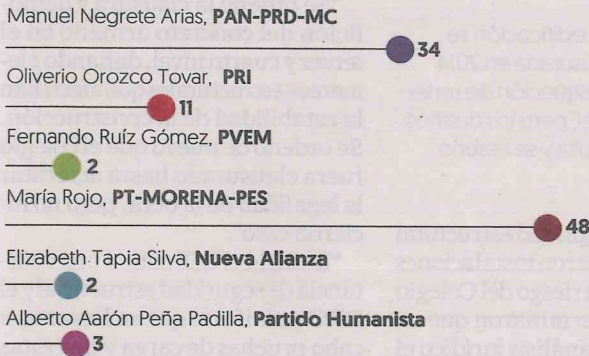 Manuel Negrete Arias, PAN-PRD-MC
34
Oliverio Orozco Tovar, PRI
11
Fernando Ruíz Gómez, PVEM
2
María Rojo, PT-MORENA-PES
48
Elizabeth Tapia Silva, Nueva Alianza
2
Alberto Aarón Peña Padilla, Partido Humanista
3